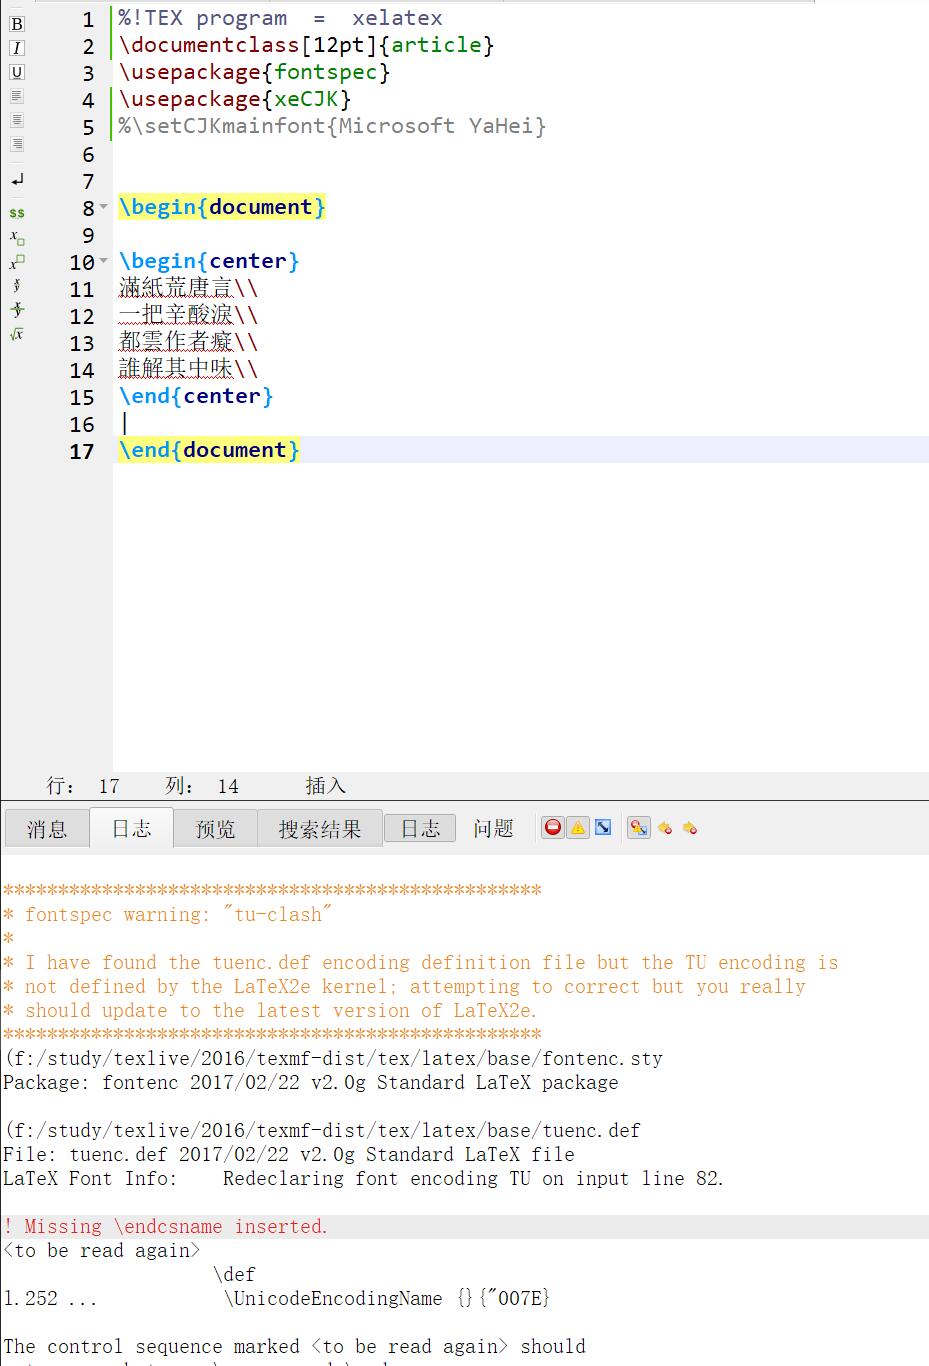 1 %!TEX program  =  xelatex
2 \documentclass[12pt]{article}
3 \usepackage{fontspec}
4 \usepackage{xeCJK}
5 %\setCJKmainfont{Microsoft YaHei}
6
7
8 \begin{document}
9
10 \begin{center}
11 滿紙荒唐言\\
12 一把辛酸淚\\
13 都雲作者癡\\
14 誰解其中味\\
15 \end{center}
16
17 \end{document}
行: 17 列: 14 插入
消息 日志 预览 搜索结果 日志 问题
**************************************************
* fontspec warning: "tu-clash"
*
* I have found the tuenc.def encoding definition file but the TU encoding is
* not defined by the LaTeX2e kernel; attempting to correct but you really
* should update to the latest version of LaTeX2e.
**************************************************
(f:/study/texlive/2016/texmf-dist/tex/latex/base/fontenc.sty
Package: fontenc 2017/02/22 v2.0g Standard LaTeX package
(f:/study/texlive/2016/texmf-dist/tex/latex/base/tuenc.def
File: tuenc.def 2017/02/22 v2.0g Standard LaTeX file
LaTeX Font Info:    Redeclaring font encoding TU on input line 82.
! Missing \endcsname inserted.
<to be read again>
\def
l.252 ... \UnicodeEncodingName {}{"007E}
The control sequence marked <to be read again> should